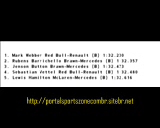 1. Mark Webber Red Bull-Renault [B] 1:32.230
2. Rubens Barrichello Brawn-Mercedes [B] 1:32.357
3. Jenson Button Brawn-Mercedes [B] 1:32.473
4. Sebastian Vettel Red Bull-Renault [B] 1:32.480
5. Lewis Hamilton McLaren-Mercedes [B] 1:32.616
http://portalsportszonecombr.sitebr.net